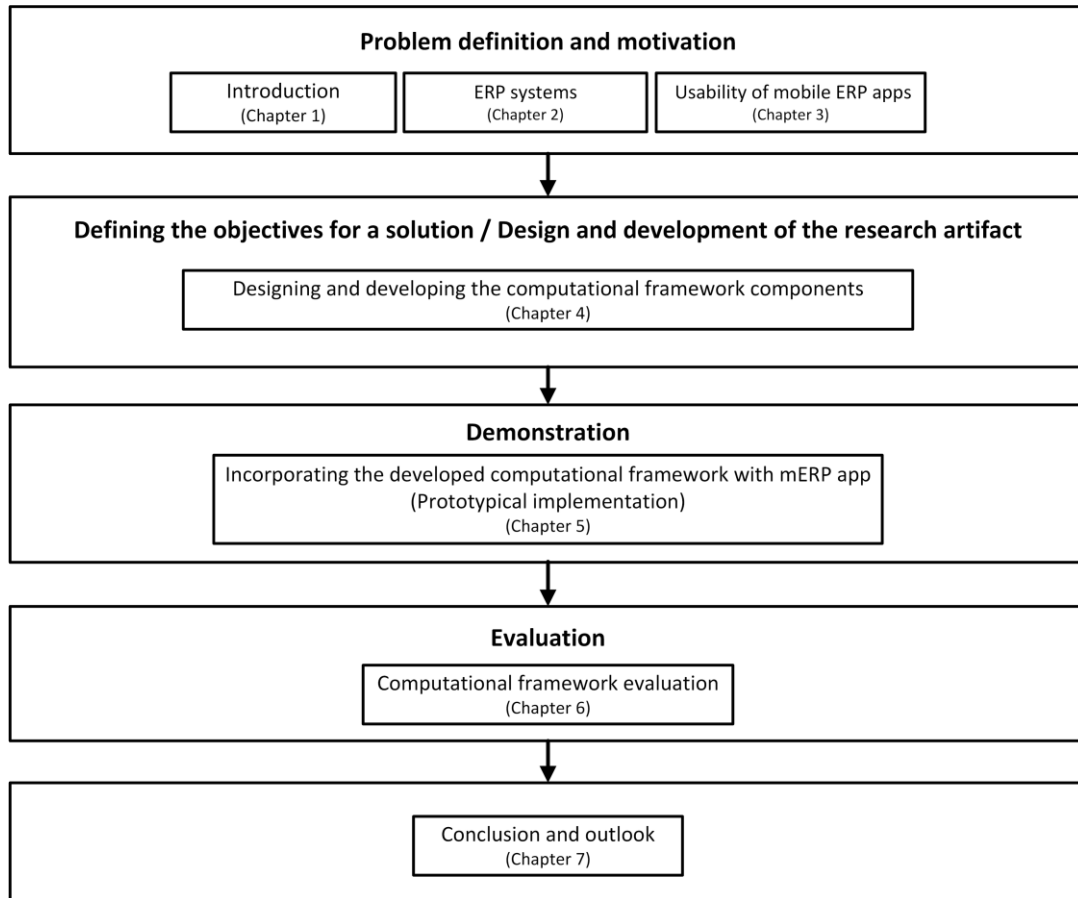 Problem definition and motivation
Introduction
(Chapter 1)
ERP systems
(Chapter 2)
Usability of mobile ERP apps
(Chapter 3)
Defining the objectives for a solution / Design and development of the research artifact
Designing and developing the computational framework components
(Chapter 4)
Demonstration
Incorporating the developed computational framework with mERP app
(Prototypical implementation)
(Chapter 5)
Evaluation
Computational framework evaluation
(Chapter 6)
Conclusion and outlook
(Chapter 7)